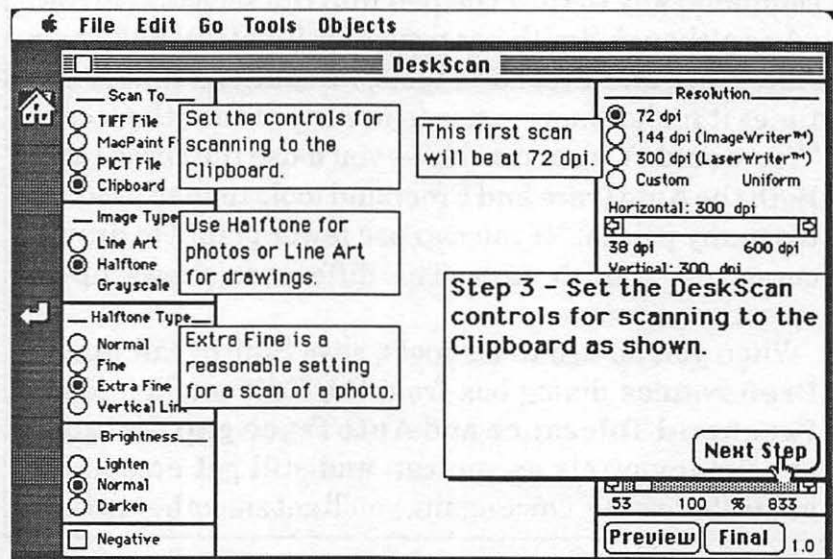 File Edit Go Tools Objects
DeskScan
Scan To
TIFF File
MacPaint F
PICT File
Clipboard
Set the controls for
scanning to the
Clipboard.
This first scan
will be at 72 dpi.
Resolution
72 dpi
144 dpi (ImageWriter™)
300 dpi (LaserWriter™)
Custom Uniform
Horizontal: 300 dpi
38 dpi 600 dpi
Vertical: 300 dpi
Image Type
Line Art
Halftone
Grayscale
Use Halftone for
photos or Line Art
for drawings.
Step 3 - Set the DeskScan
controls for scanning to the
Clipboard as shown.
Next Step
Halftone Type
Normal
Fine
Extra Fine
Vertical Lin
Extra Fine is a
reasonable setting
for a scan of a photo.
Brightness
Lighten
Normal
Darken
Negative
53 100 % 833
Preview Final 1.0